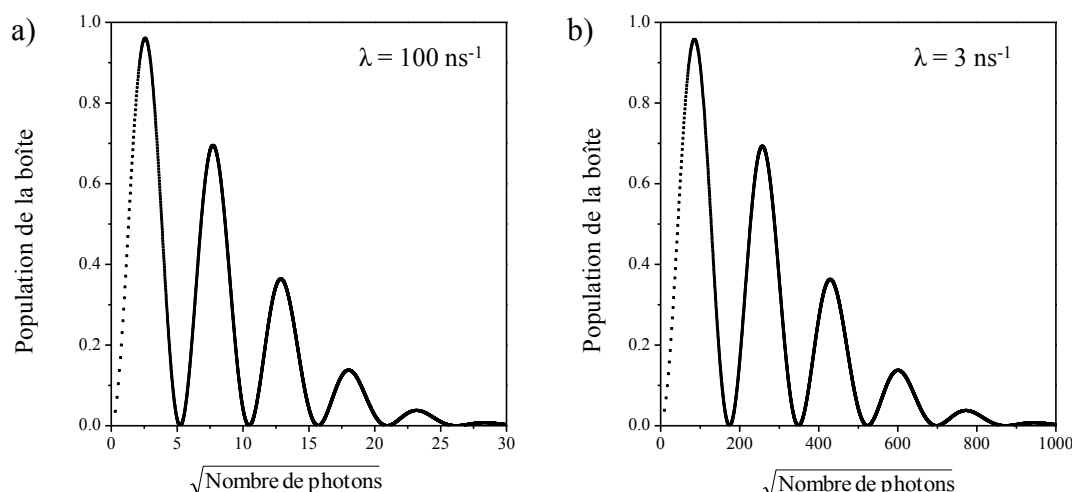 a)
λ = 100 ns⁻¹
Population de la boîte
1.0
0.8
0.6
0.4
0.2
0.0
0 5 10 15 20 25 30
√Nombre de photons
b)
λ = 3 ns⁻¹
Population de la boîte
1.0
0.8
0.6
0.4
0.2
0.0
0 200 400 600 800 1000
√Nombre de photons